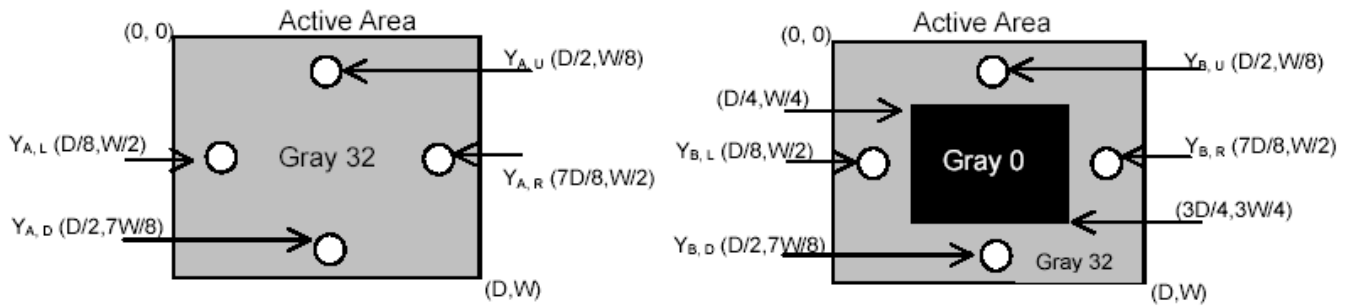 Active Area
(0, 0)
Y_A, U (D/2,W/8)
Y_A, L (D/8,W/2)
Gray 32
Y_A, R (7D/8,W/2)
Y_A, D (D/2,7W/8)
(D,W)
Active Area
(0, 0)
Y_B, U (D/2,W/8)
(D/4,W/4)
Y_B, L (D/8,W/2)
Gray 0
Y_B, R (7D/8,W/2)
(3D/4,3W/4)
Y_B, D (D/2,7W/8)
Gray 32
(D,W)